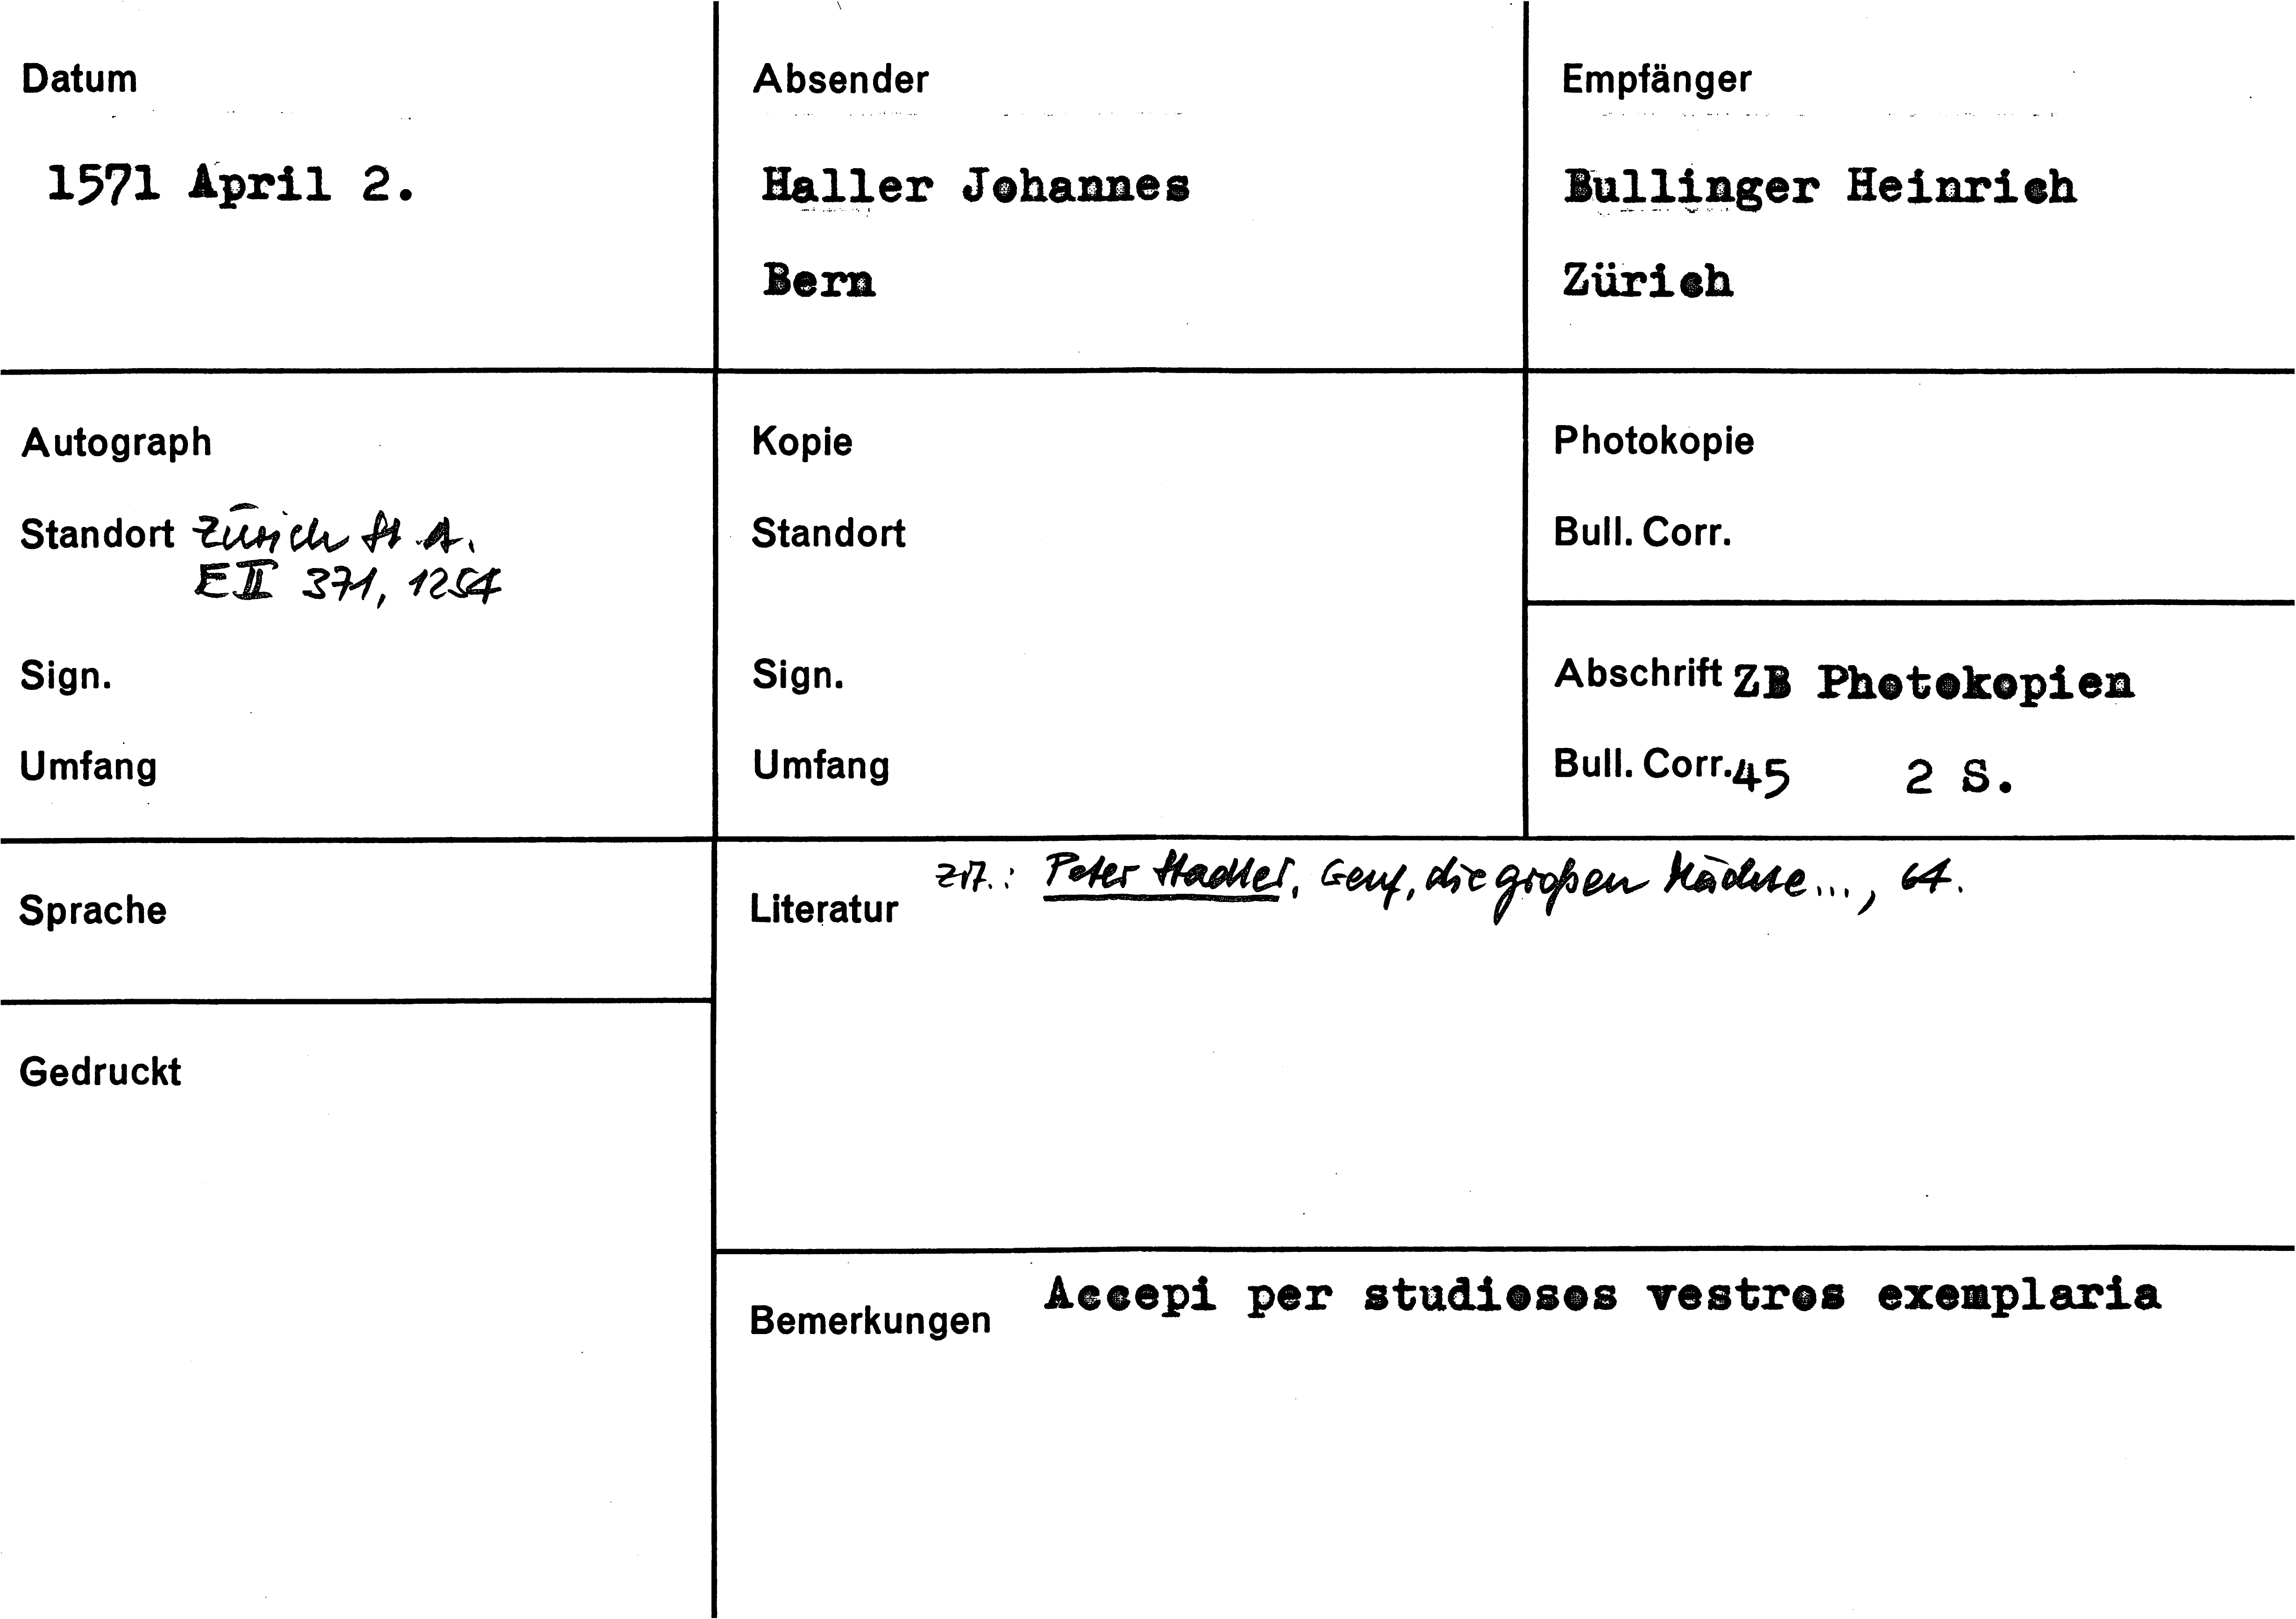 Datum
1571 April 2.
Absender
Haller Johannes
Bern
Empfänger
Bullinger Heinrich
Zürich
Autograph
Standort Zürich St. A.
E II 371, 1254
Sign.
Umfang
Kopie
Standort
Sign.
Umfang
Photokopie
Bull. Corr.
Abschrift ZB Photokopien
Bull. Corr. 45 2 S.
Sprache
Gedruckt
zit.: Peter Stadler, Genf, die großen Mächte..., 64.
Literatur
Bemerkungen Accepi per studiosos vestros exemplaria